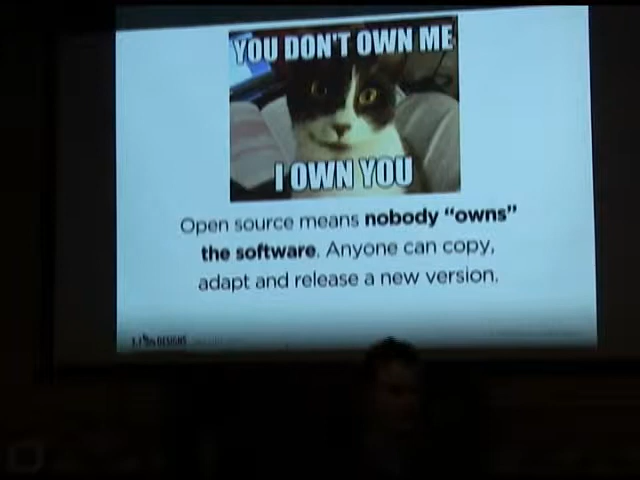 YOU DON'T OWN ME
I OWN YOU
Open source means nobody “owns”
the software. Anyone can copy,
adapt and release a new version.
DESIGNS